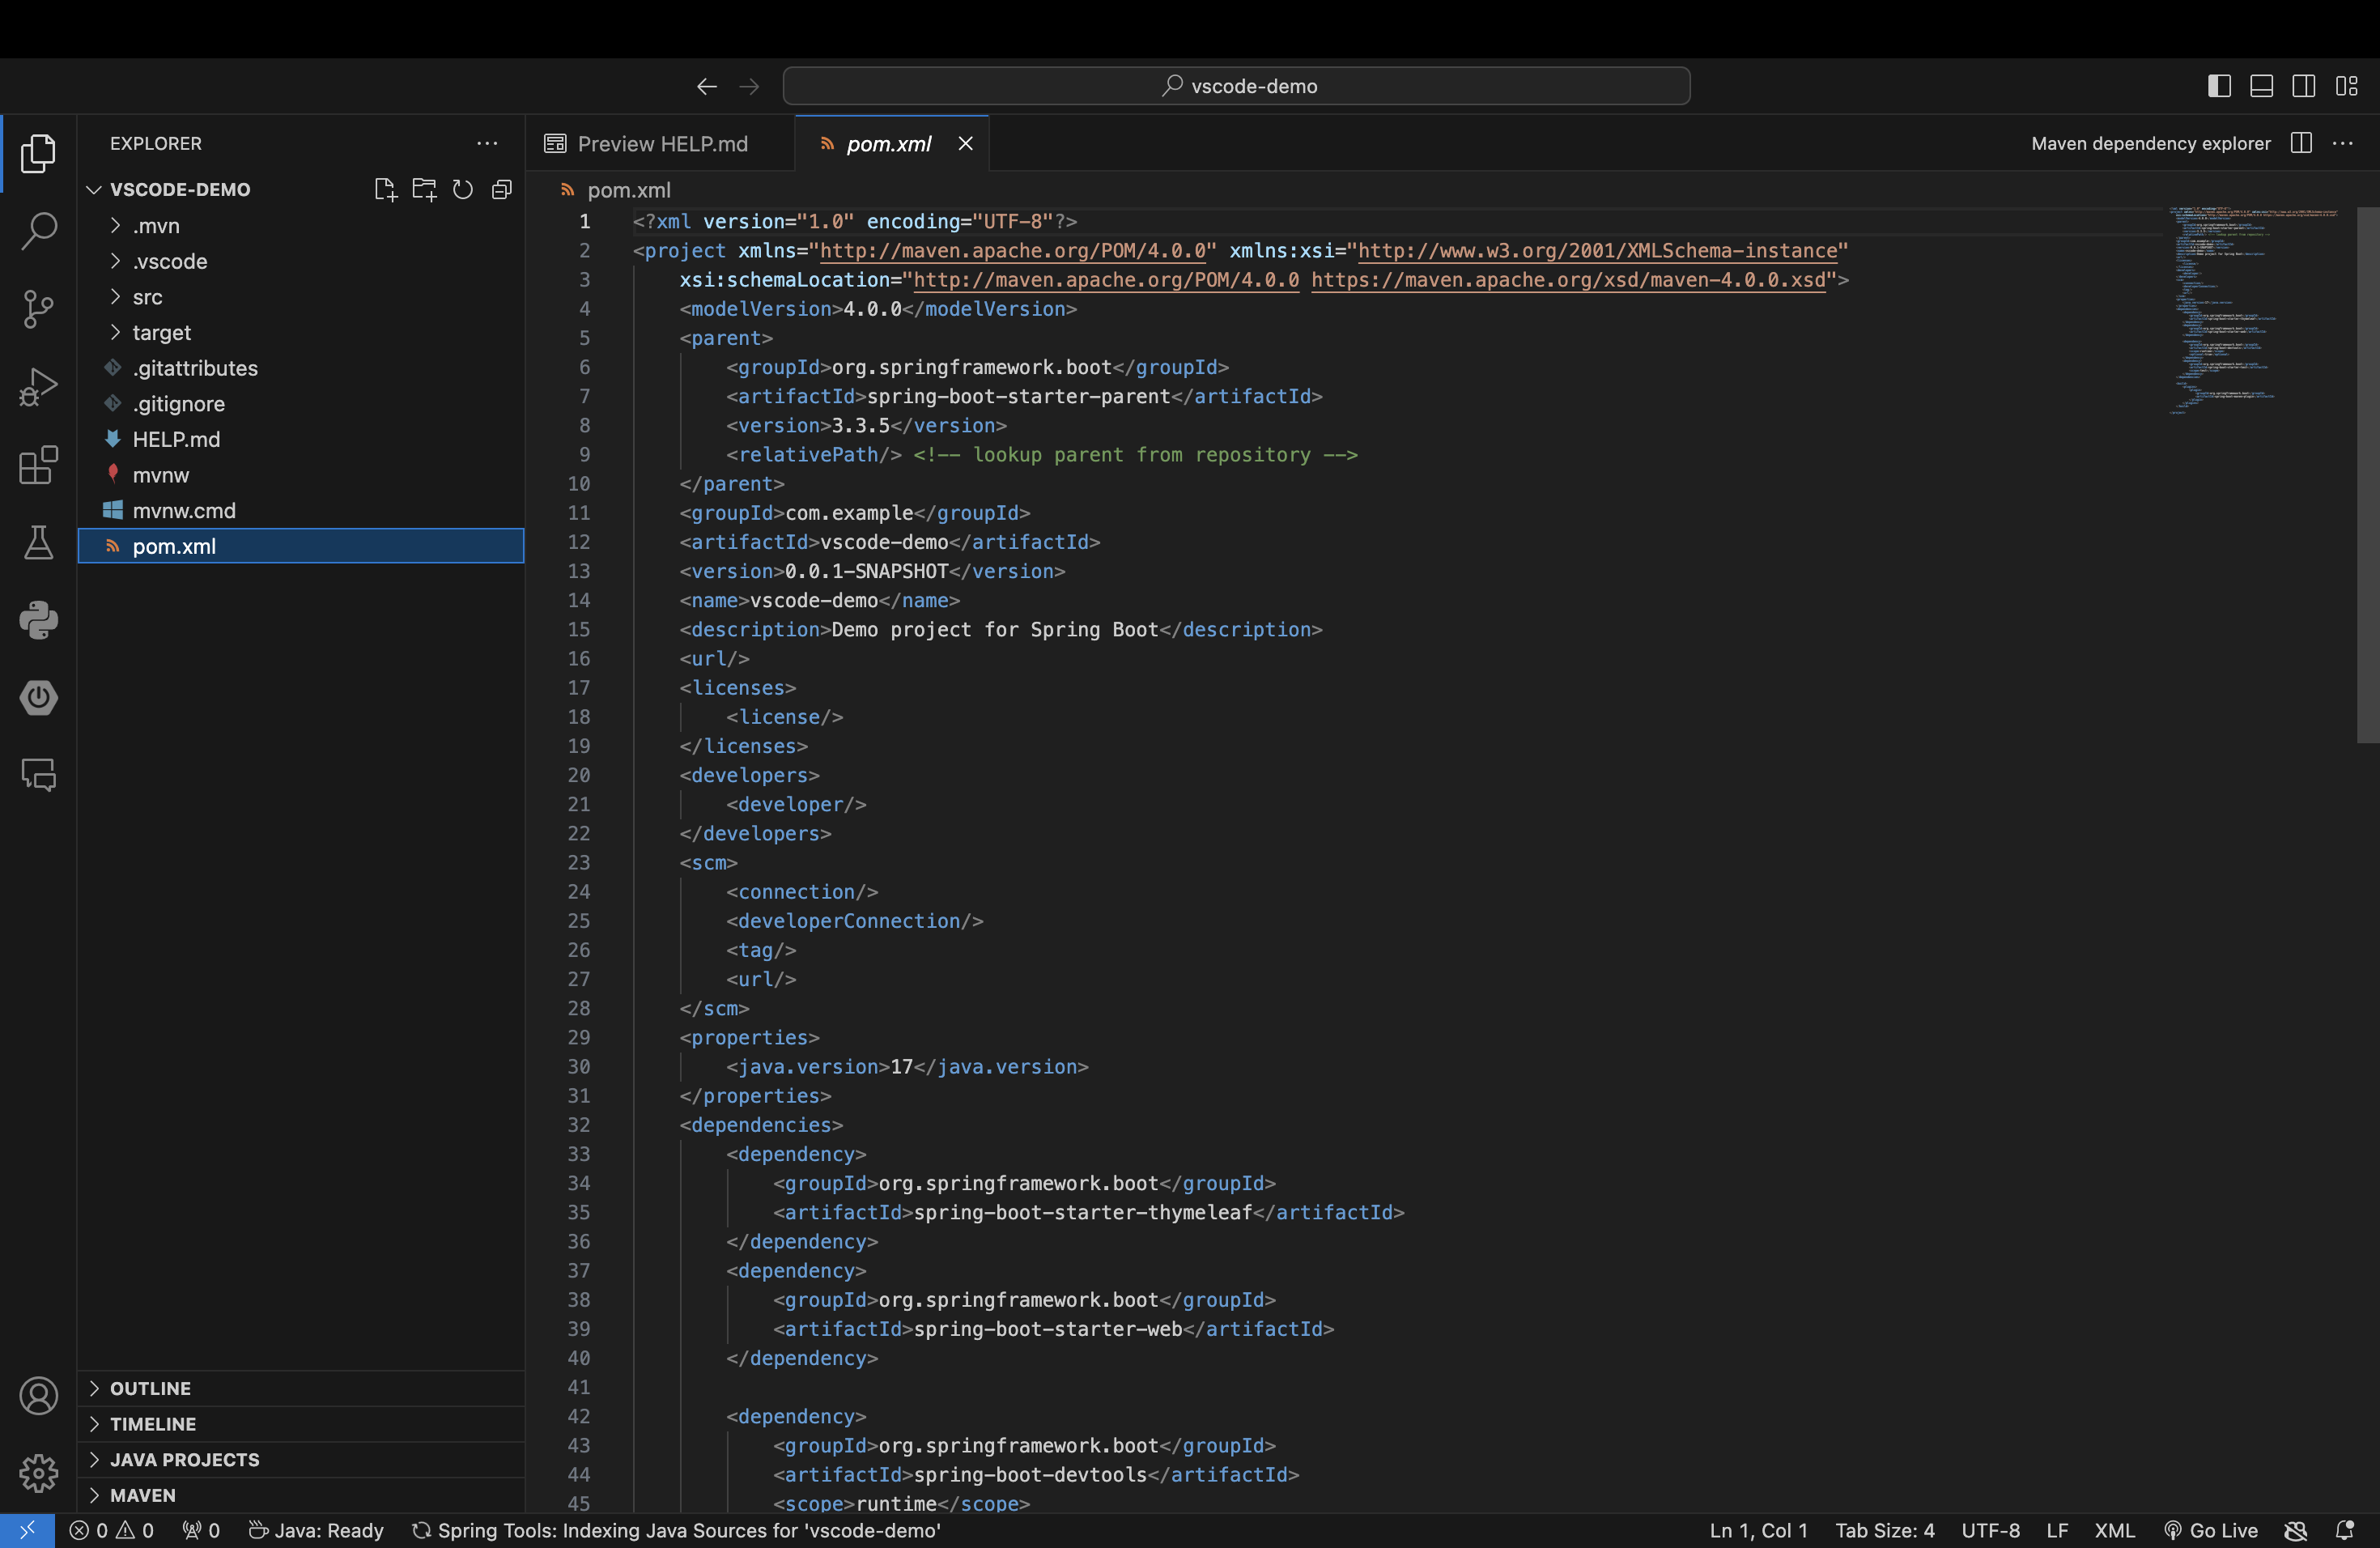 vscode-demo
EXPLORER
VSCODE-DEMO
.mvn
.vscode
src
target
.gitattributes
.gitignore
HELP.md
mvnw
mvnw.cmd
pom.xml
OUTLINE
TIMELINE
JAVA PROJECTS
MAVEN
Preview HELP.md
pom.xml
Maven dependency explorer
pom.xml
1 <?xml version="1.0" encoding="UTF-8"?>
2 <project xmlns="http://maven.apache.org/POM/4.0.0" xmlns:xsi="http://www.w3.org/2001/XMLSchema-instance"
3     xsi:schemaLocation="http://maven.apache.org/POM/4.0.0 https://maven.apache.org/xsd/maven-4.0.0.xsd">
4     <modelVersion>4.0.0</modelVersion>
5     <parent>
6         <groupId>org.springframework.boot</groupId>
7         <artifactId>spring-boot-starter-parent</artifactId>
8         <version>3.3.5</version>
9         <relativePath/> <!-- lookup parent from repository -->
10     </parent>
11     <groupId>com.example</groupId>
12     <artifactId>vscode-demo</artifactId>
13     <version>0.0.1-SNAPSHOT</version>
14     <name>vscode-demo</name>
15     <description>Demo project for Spring Boot</description>
16     <url/>
17     <licenses>
18         <license/>
19     </licenses>
20     <developers>
21         <developer/>
22     </developers>
23     <scm>
24         <connection/>
25         <developerConnection/>
26         <tag/>
27         <url/>
28     </scm>
29     <properties>
30         <java.version>17</java.version>
31     </properties>
32     <dependencies>
33         <dependency>
34             <groupId>org.springframework.boot</groupId>
35             <artifactId>spring-boot-starter-thymeleaf</artifactId>
36         </dependency>
37         <dependency>
38             <groupId>org.springframework.boot</groupId>
39             <artifactId>spring-boot-starter-web</artifactId>
40         </dependency>
41
42         <dependency>
43             <groupId>org.springframework.boot</groupId>
44             <artifactId>spring-boot-devtools</artifactId>
45             <scope>runtime</scope>
0 0 0 Java: Ready Spring Tools: Indexing Java Sources for 'vscode-demo' Ln 1, Col 1 Tab Size: 4 UTF-8 LF XML Go Live